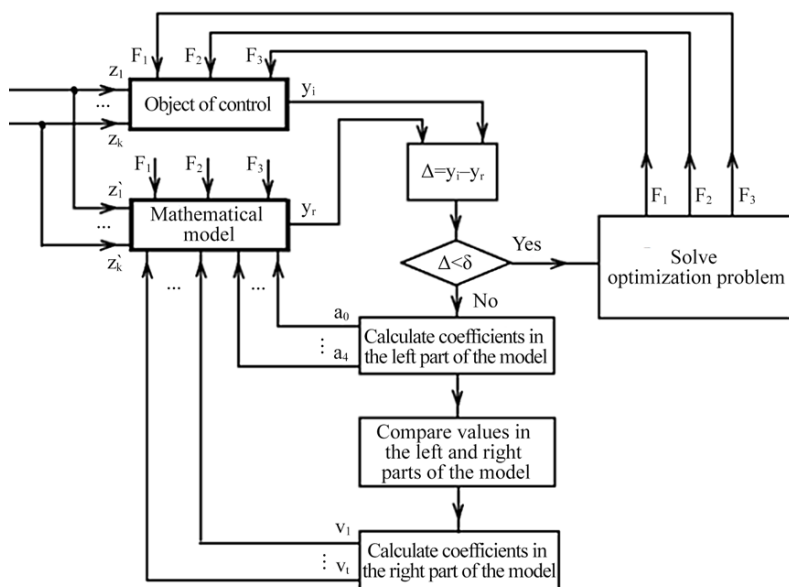 F₁ F₂ F₃
z₁
...
Object of control
yᵢ
zₖ
F₁ F₂ F₃
Δ=yᵢ–yᵣ
z₁`
...
Mathematical
model
yᵣ
zₖ`
F₁ F₂ F₃
Yes
Δ<δ
Solve
optimization problem
No
... ...
a₀
⋮
a₄
Calculate coefficients in
the left part of the model
Compare values in
the left and right
parts of the model
v₁
⋮
vₜ
Calculate coefficients in
the right part of the model